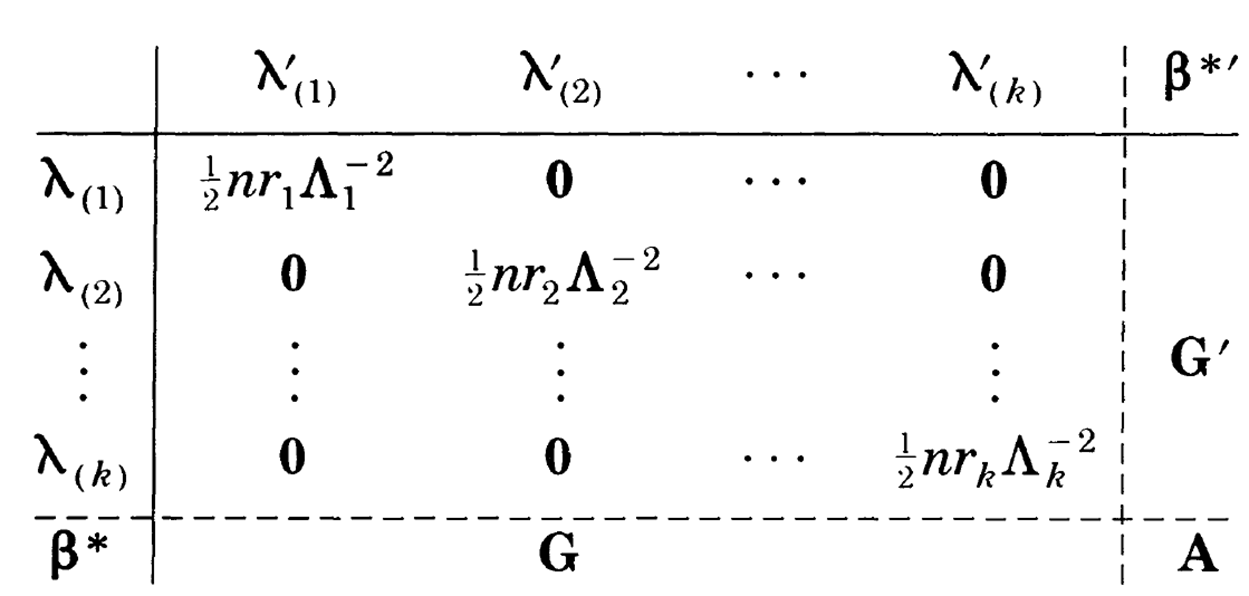 λ′(1) λ′(2) ··· λ′(k) β*′
λ(1) ½nr₁Λ₁⁻² 0 ··· 0
λ(2) 0 ½nr₂Λ₂⁻² ··· 0
⋮ ⋮ ⋮ ⋮ G′
λ(k) 0 0 ··· ½nrₖΛₖ⁻²
β* G A